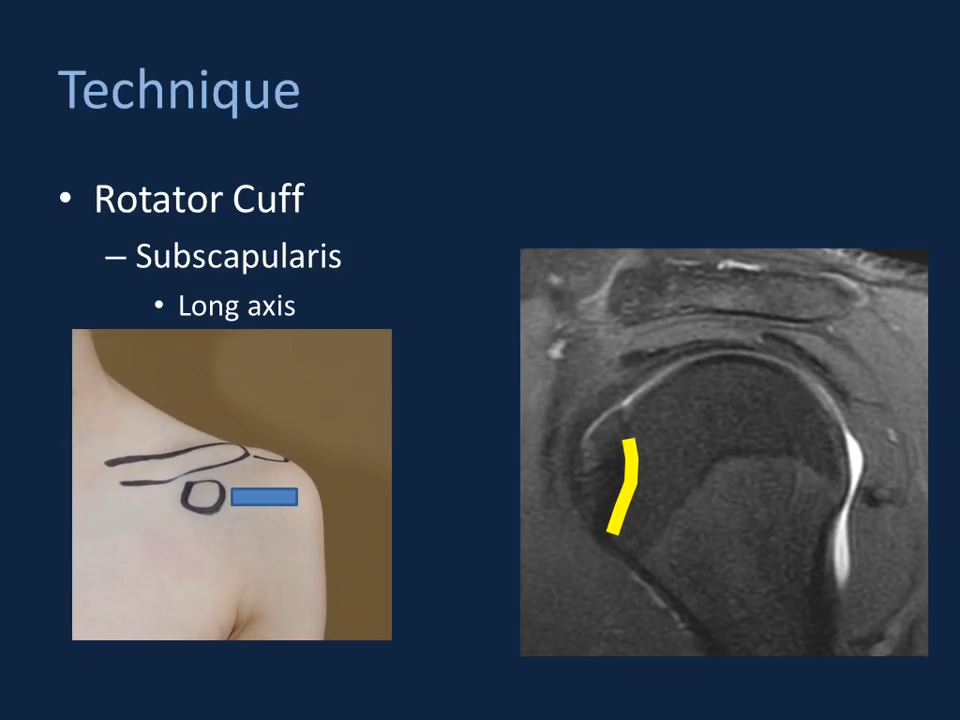 Technique
• Rotator Cuff
– Subscapularis
• Long axis